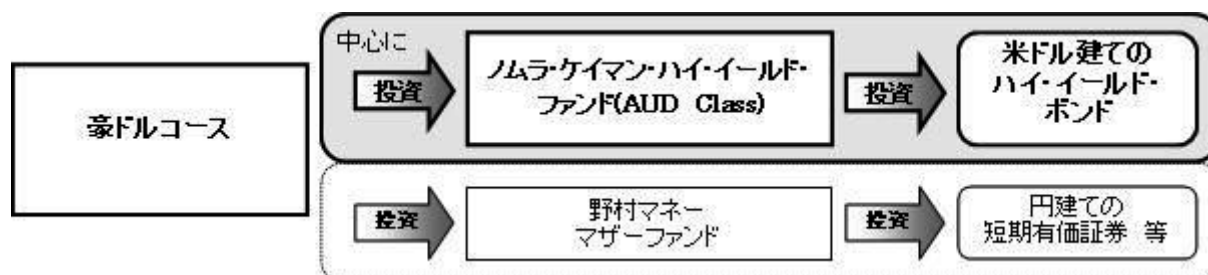 豪ドルコース
中心に
投資
ノムラ・ケイマン・ハイ・イールド・
ファンド(AUD Class)
投資
米ドル建ての
ハイ・イールド・
ボンド
投資
野村マネー
マザーファンド
投資
円建ての
短期有価証券 等